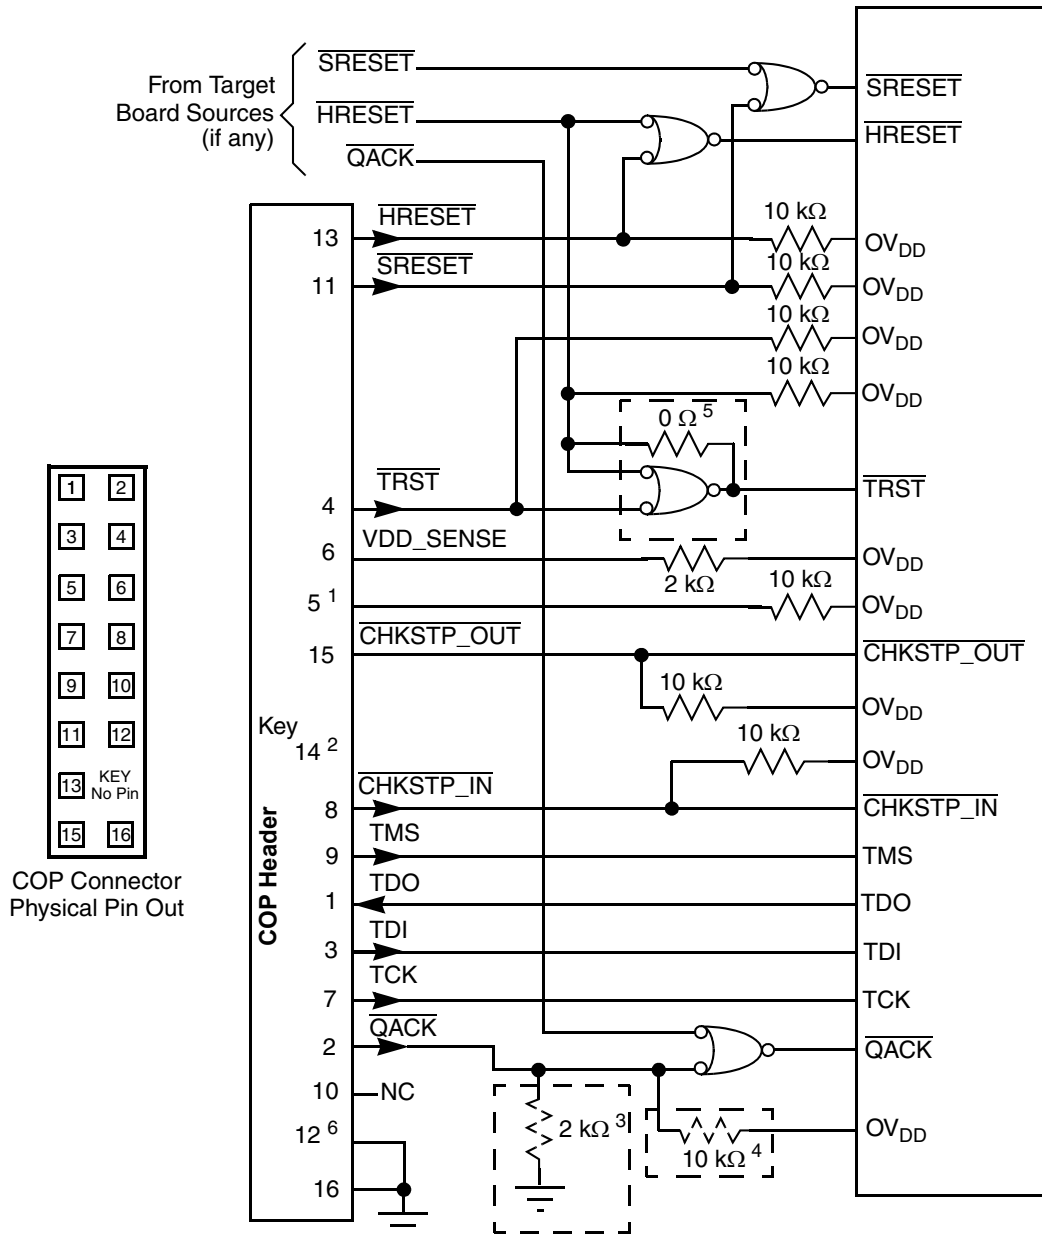 From Target
Board Sources
(if any)
SRESET
HRESET
QACK
SRESET
HRESET
13 HRESET 10 kΩ OVDD
11 SRESET 10 kΩ OVDD
10 kΩ OVDD
10 kΩ OVDD
0 Ω 5
4 TRST TRST
6 VDD_SENSE 2 kΩ OVDD
5 1 10 kΩ OVDD
15 CHKSTP_OUT CHKSTP_OUT
10 kΩ OVDD
Key
14 2
10 kΩ OVDD
8 CHKSTP_IN CHKSTP_IN
9 TMS TMS
1 TDO TDO
3 TDI TDI
7 TCK TCK
2 QACK QACK
10 NC
2 kΩ 3
10 kΩ 4 OVDD
12 6
16
COP Header
1 2
3 4
5 6
7 8
9 10
11 12
13 KEY
No Pin
15 16
COP Connector
Physical Pin Out